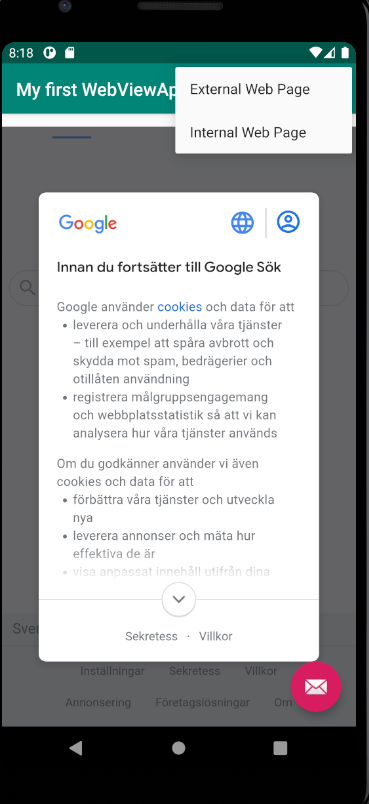 8:18
My first WebViewAp
External Web Page
Internal Web Page
Google
Innan du fortsätter till Google Sök
Google använder cookies och data för att
• leverera och underhålla våra tjänster
– till exempel att spåra avbrott och
skydda mot spam, bedrägerier och
otillåten användning
• registrera målgruppsengagemang
och webbplatsstatistik så att vi kan
analysera hur våra tjänster används
Om du godkänner använder vi även
cookies och data för att
• förbättra våra tjänster och utveckla
nya
• leverera annonser och mäta hur
effektiva de är
• visa anpassat innehåll utifrån dina
Sekretess · Villkor
Sver
Inställningar Sekretess Villkor
Annonsering Företagslösningar Om